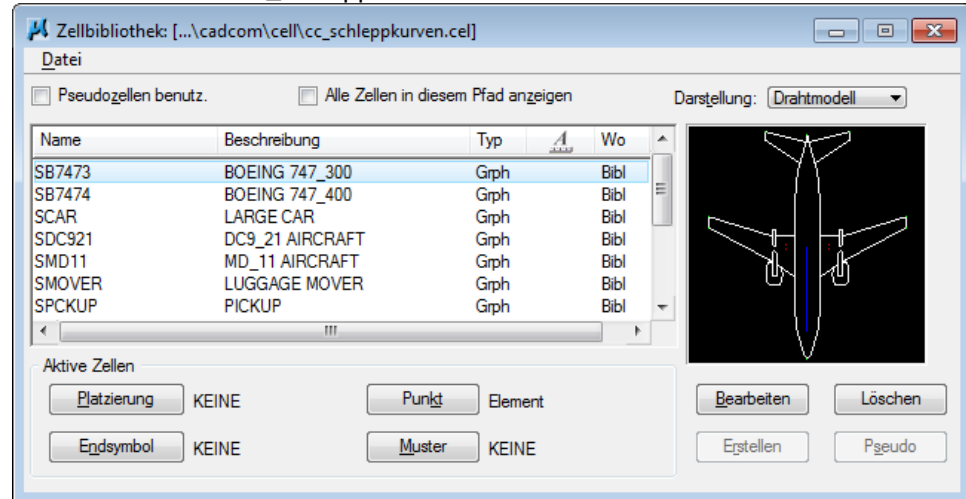 Zellbibliothek: [...\cadcom\cell\cc_schleppkurven.cel]
Datei
Pseudozellen benutz. Alle Zellen in diesem Pfad anzeigen Darstellung: Drahtmodell
Name Beschreibung Typ A Wo
SB7473 BOEING 747_300 Grph Bibl
SB7474 BOEING 747_400 Grph Bibl
SCAR LARGE CAR Grph Bibl
SDC921 DC9_21 AIRCRAFT Grph Bibl
SMD11 MD_11 AIRCRAFT Grph Bibl
SMOVER LUGGAGE MOVER Grph Bibl
SPCKUP PICKUP Grph Bibl
Aktive Zellen
Platzierung KEINE Punkt Element Bearbeiten Löschen
Endsymbol KEINE Muster KEINE Erstellen Pseudo